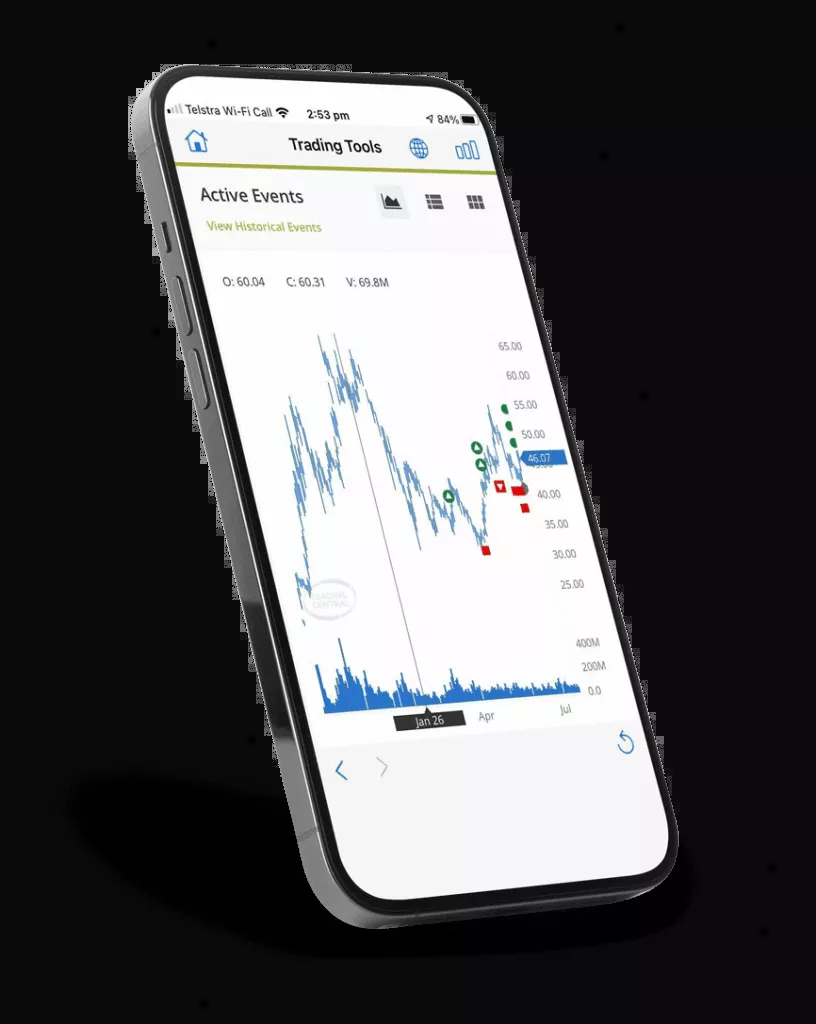 Telstra Wi-Fi Call 2:53 pm 84%
Trading Tools
Active Events
View Historical Events
O: 60.04 C: 60.31 V: 69.8M
65.00
60.00
55.00
50.00
46.07
40.00
35.00
30.00
25.00
TRADING
CENTRAL
400M
200M
0.0
Jan 26 Apr Jul